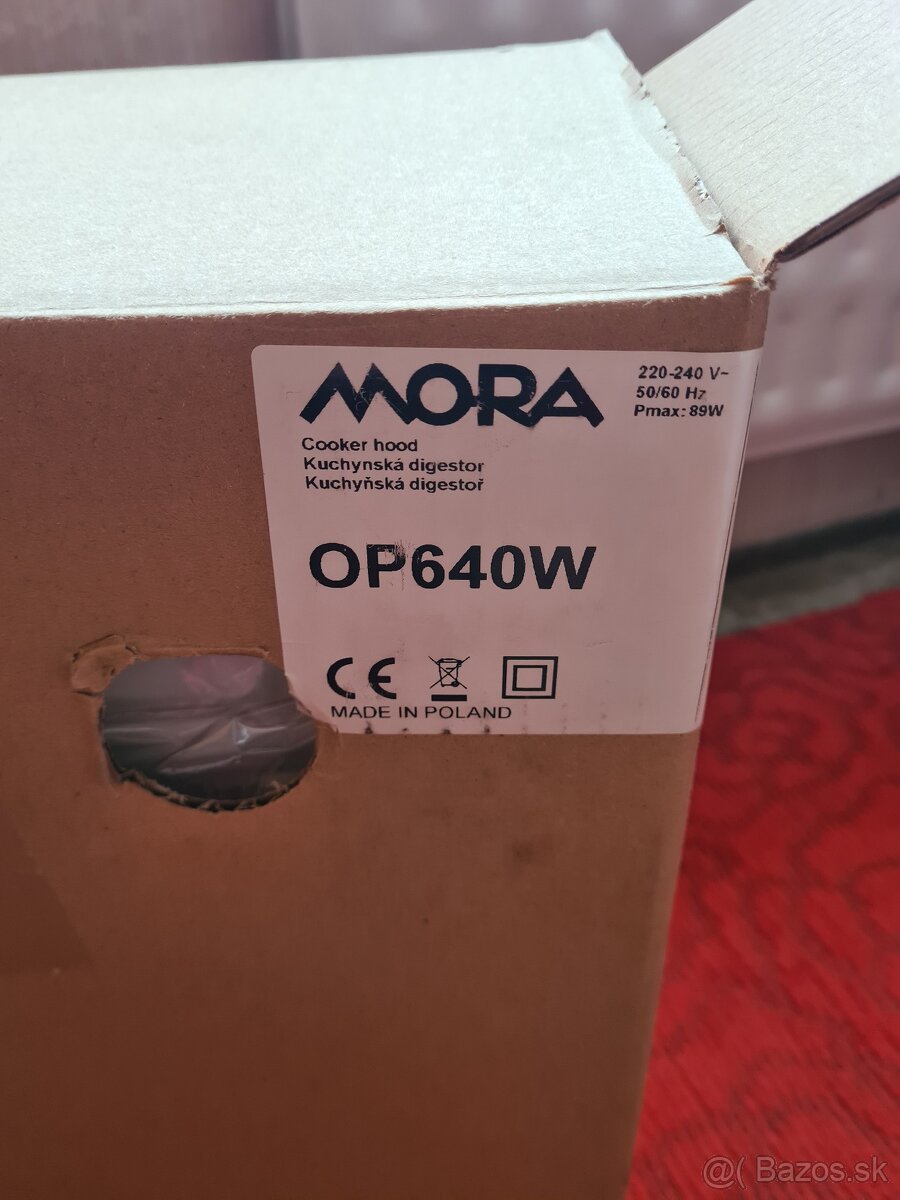 MORA
220-240 V~
50/60 Hz
Pmax: 89W
Cooker hood
Kuchynská digestor
Kuchyňská digestoř
OP640W
CE
MADE IN POLAND
@( Bazos.sk